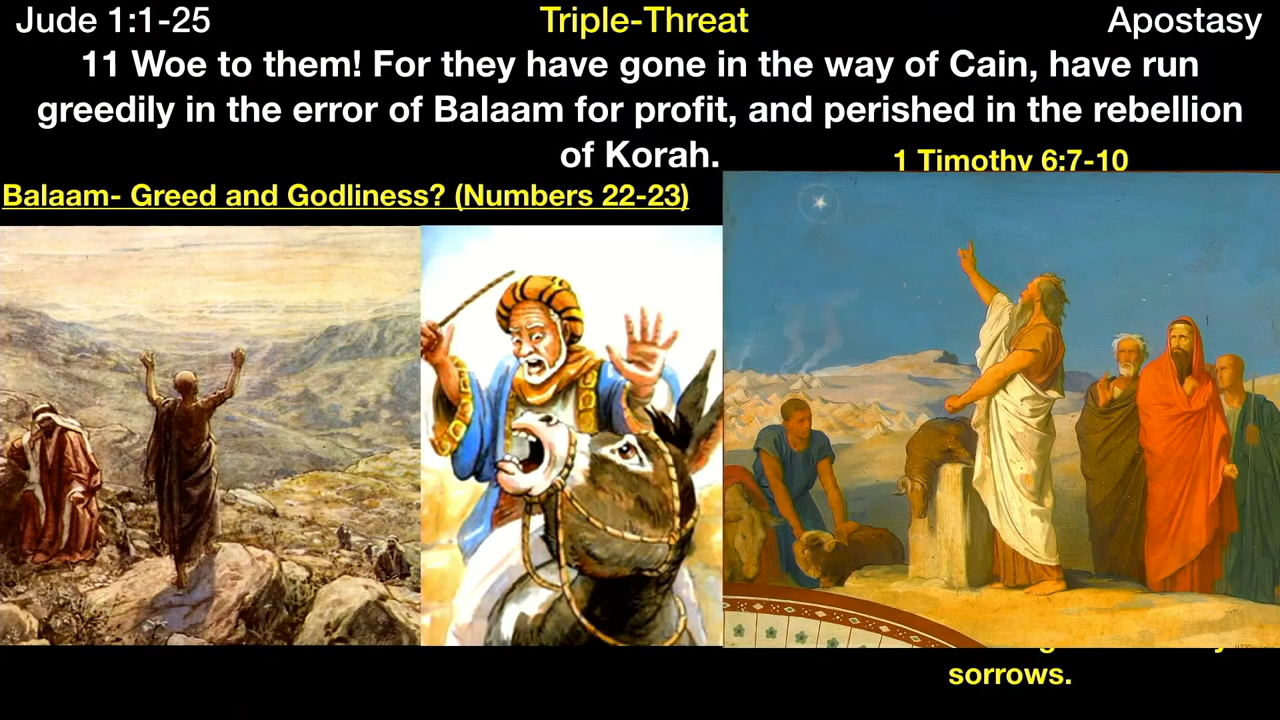 Jude 1:1-25
Triple-Threat
Apostasy
11 Woe to them! For they have gone in the way of Cain, have run
greedily in the error of Balaam for profit, and perished in the rebellion
of Korah.
1 Timothy 6:7-10
Balaam- Greed and Godliness? (Numbers 22-23)
sorrows.